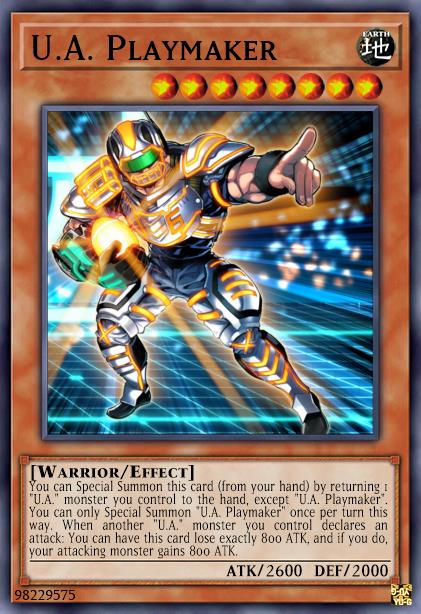 U.A. Playmaker
EARTH
地
[Warrior/Effect]
You can Special Summon this card (from your hand) by returning 1
"U.A." monster you control to the hand, except "U.A. Playmaker".
You can only Special Summon "U.A. Playmaker" once per turn this
way. When another "U.A." monster you control declares an
attack: You can have this card lose exactly 800 ATK, and if you do,
your attacking monster gains 800 ATK.
ATK/2600 DEF/2000
98229575